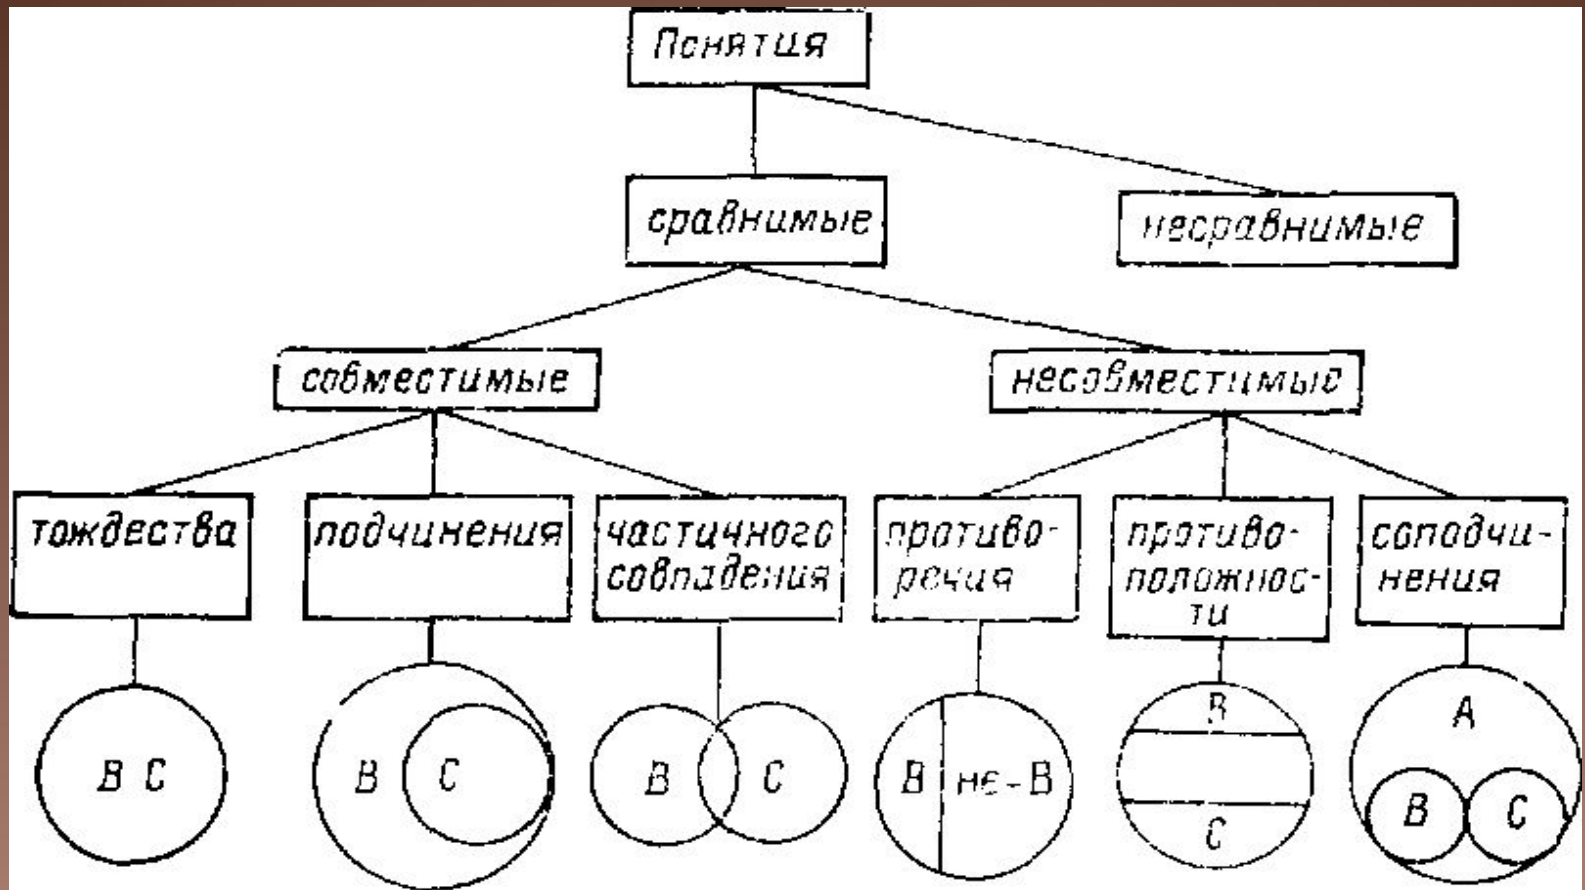 Понятия
сравнимые
несравнимые
совместимые
несовместимые
тождества
подчинения
частичного
совпадения
противо-
речия
противо-
положнос-
ти
соподчи-
нения
В С
В С
В С
В не-В
В
С
А
В С